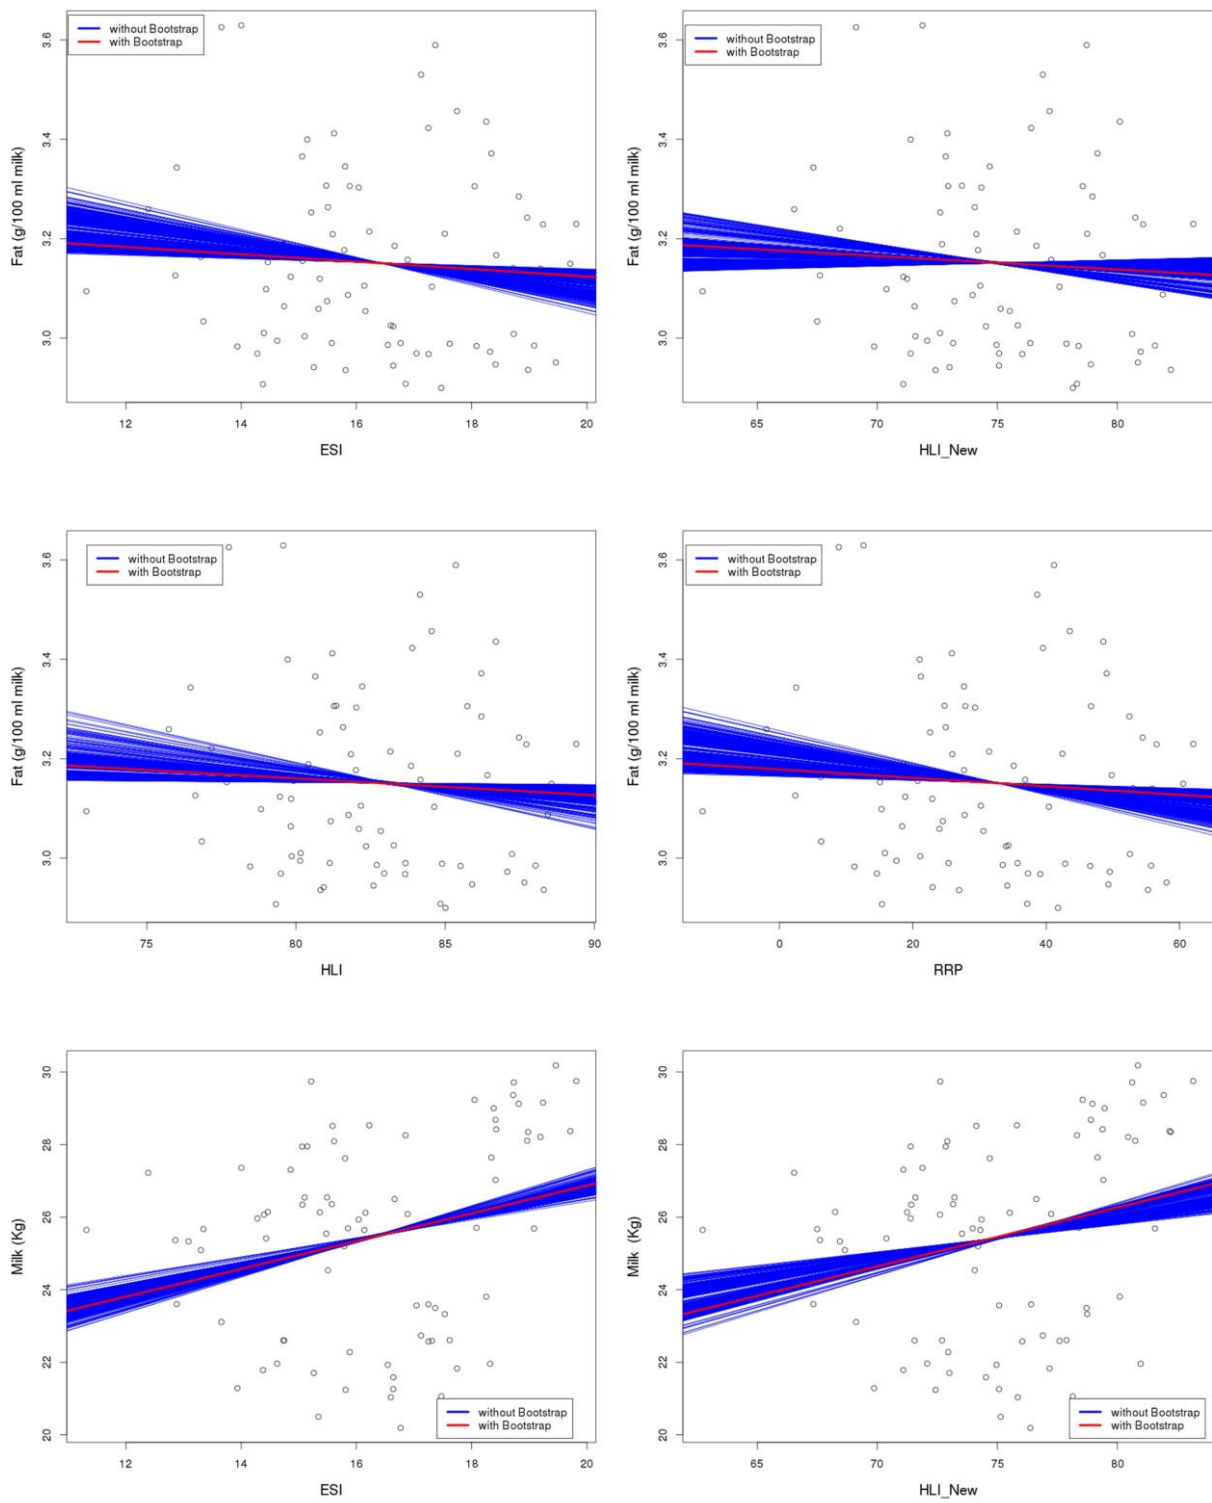 without Bootstrap
with Bootstrap
Fat (g/100 ml milk)
3.0 3.2 3.4 3.6
12 14 16 18 20
ESI
without Bootstrap
with Bootstrap
Fat (g/100 ml milk)
3.0 3.2 3.4 3.6
65 70 75 80
HLI_New
without Bootstrap
with Bootstrap
Fat (g/100 ml milk)
3.0 3.2 3.4 3.6
75 80 85 90
HLI
without Bootstrap
with Bootstrap
Fat (g/100 ml milk)
3.0 3.2 3.4 3.6
0 20 40 60
RRP
Milk (Kg)
20 22 24 26 28 30
without Bootstrap
with Bootstrap
12 14 16 18 20
ESI
Milk (Kg)
20 22 24 26 28 30
without Bootstrap
with Bootstrap
65 70 75 80
HLI_New